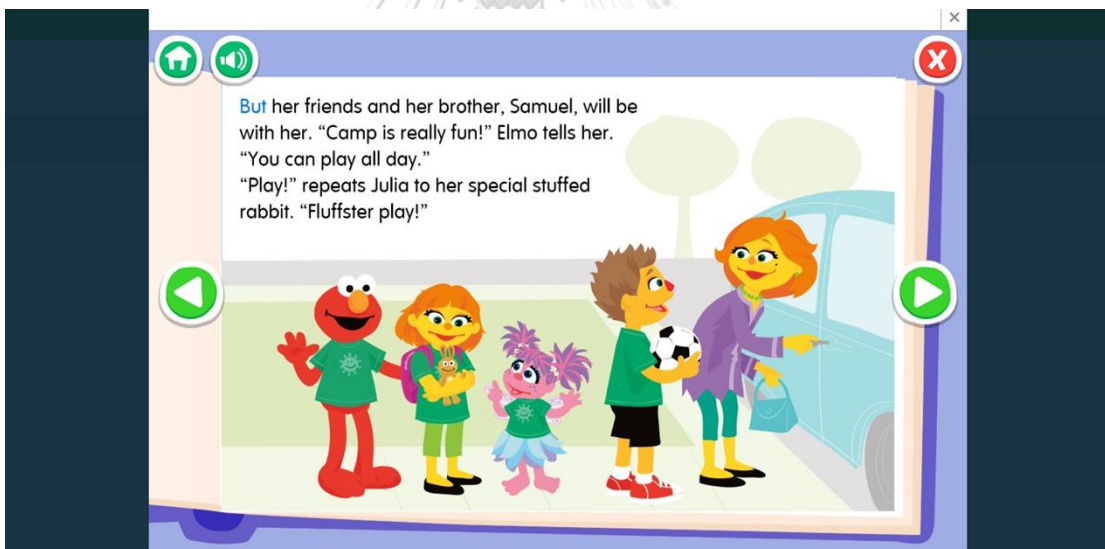 But her friends and her brother, Samuel, will be
with her. “Camp is really fun!” Elmo tells her.
“You can play all day.”
“Play!” repeats Julia to her special stuffed
rabbit. “Fluffster play!”